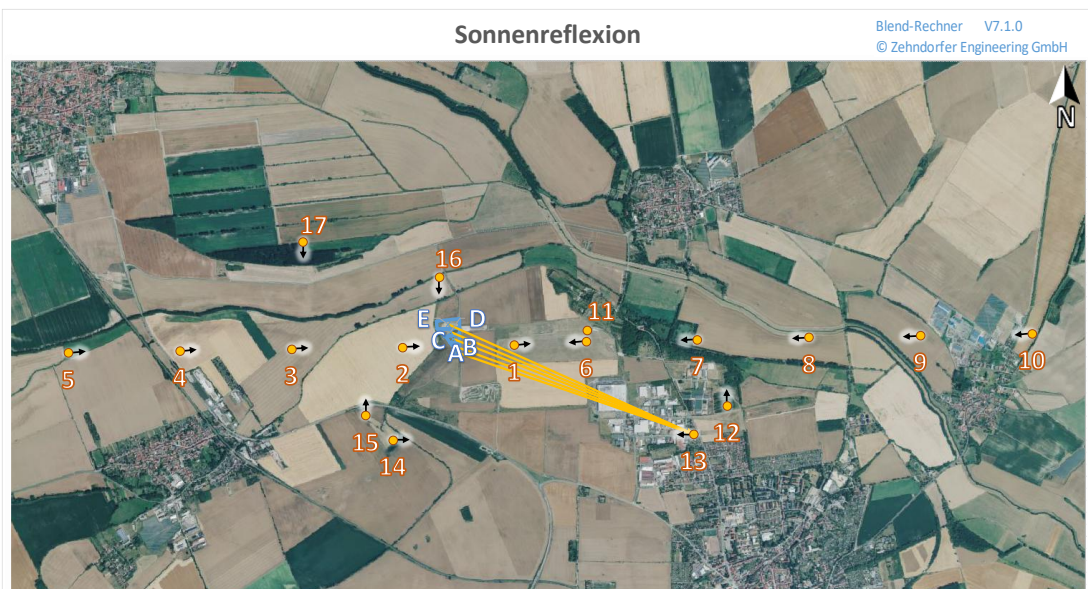 Sonnenreflexion
Blend-Rechner V7.1.0
© Zehndorfer Engineering GmbH
N
17
16
E D
11
C B
A
5 4 3 2 1 6 7 8 9 10
15
14
12
13